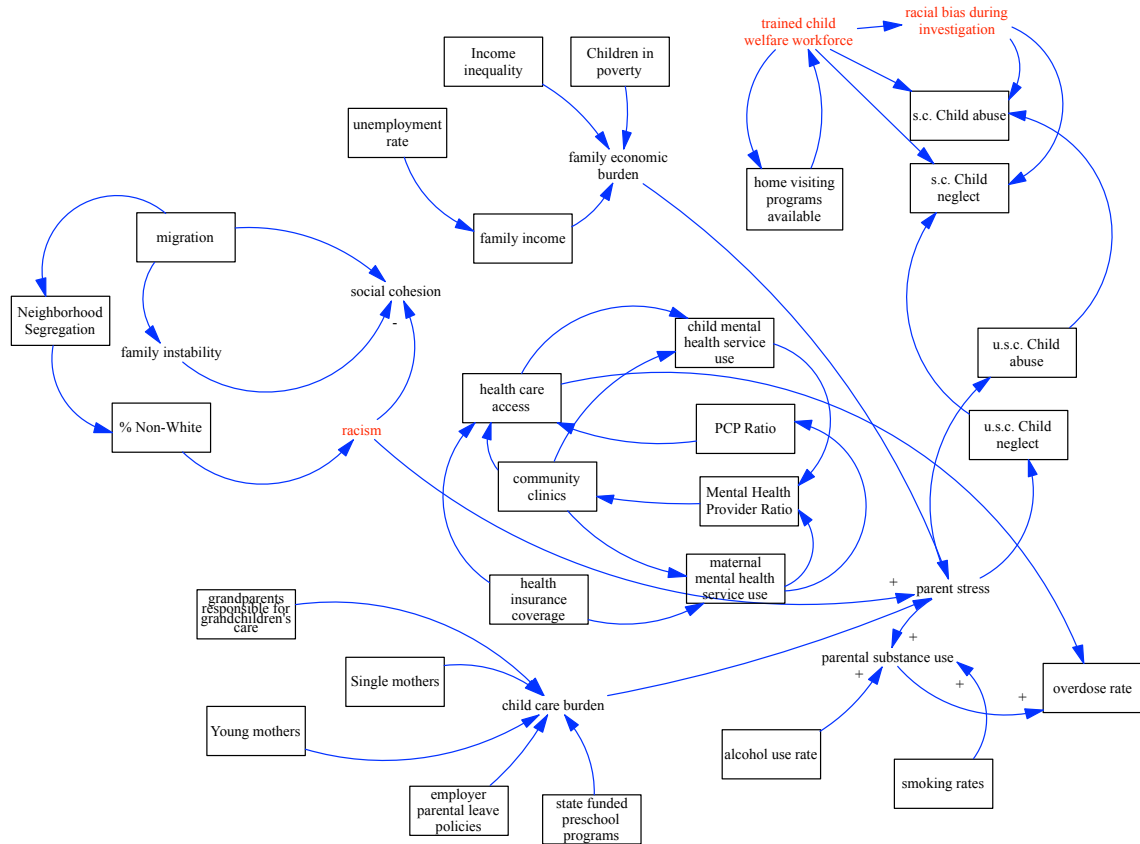 trained child
welfare workforce
racial bias during
investigation
Income
inequality
Children in
poverty
s.c. Child abuse
unemployment
rate
family economic
burden
home visiting
programs
available
s.c. Child
neglect
migration
family income
social cohesion
-
Neighborhood
Segregation
family instability
child mental
health service
use
u.s.c. Child
abuse
health care
access
% Non-White
racism
PCP Ratio
u.s.c. Child
neglect
community
clinics
Mental Health
Provider Ratio
grandparents
responsible for
grandchildren's
care
health
insurance
coverage
maternal
mental health
service use
+
parent stress
+
parental substance use
+
+
+
overdose rate
Single mothers
child care burden
Young mothers
alcohol use rate
smoking rates
employer
parental leave
policies
state funded
preschool
programs